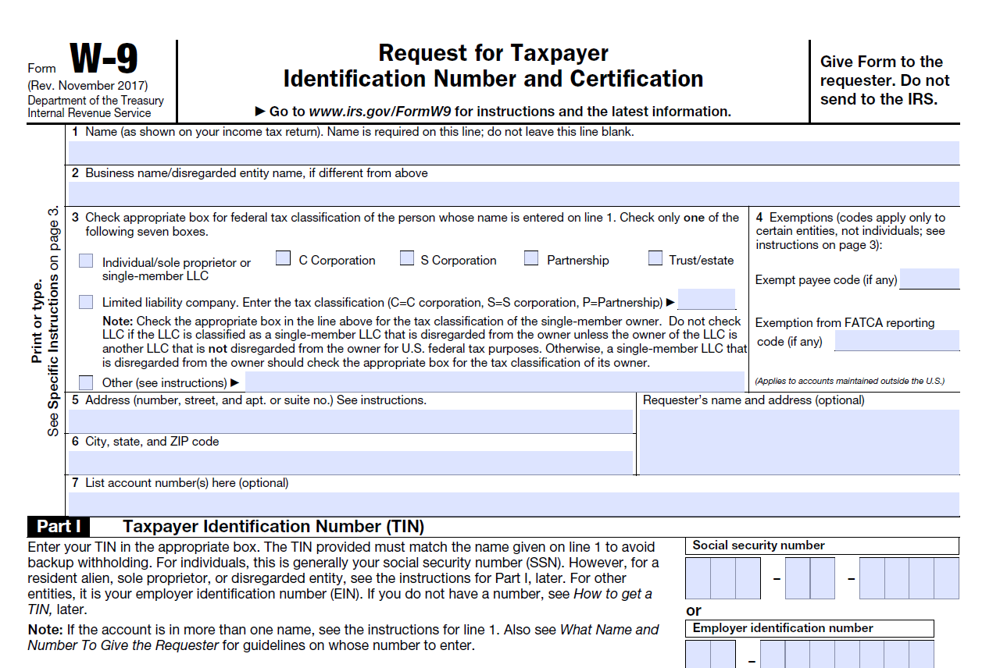 Form W-9
(Rev. November 2017)
Department of the Treasury
Internal Revenue Service
Request for Taxpayer
Identification Number and Certification
▶ Go to www.irs.gov/FormW9 for instructions and the latest information.
Give Form to the
requester. Do not
send to the IRS.
Print or type.
See Specific Instructions on page 3.
1 Name (as shown on your income tax return). Name is required on this line; do not leave this line blank.
2 Business name/disregarded entity name, if different from above
3 Check appropriate box for federal tax classification of the person whose name is entered on line 1. Check only one of the
following seven boxes.
Individual/sole proprietor or
single-member LLC
C Corporation
S Corporation
Partnership
Trust/estate
Limited liability company. Enter the tax classification (C=C corporation, S=S corporation, P=Partnership) ▶
Note: Check the appropriate box in the line above for the tax classification of the single-member owner. Do not check
LLC if the LLC is classified as a single-member LLC that is disregarded from the owner unless the owner of the LLC is
another LLC that is not disregarded from the owner for U.S. federal tax purposes. Otherwise, a single-member LLC that
is disregarded from the owner should check the appropriate box for the tax classification of its owner.
Other (see instructions) ▶
4 Exemptions (codes apply only to
certain entities, not individuals; see
instructions on page 3):
Exempt payee code (if any)
Exemption from FATCA reporting
code (if any)
(Applies to accounts maintained outside the U.S.)
5 Address (number, street, and apt. or suite no.) See instructions.
Requester's name and address (optional)
6 City, state, and ZIP code
7 List account number(s) here (optional)
Part I Taxpayer Identification Number (TIN)
Enter your TIN in the appropriate box. The TIN provided must match the name given on line 1 to avoid
backup withholding. For individuals, this is generally your social security number (SSN). However, for a
resident alien, sole proprietor, or disregarded entity, see the instructions for Part I, later. For other
entities, it is your employer identification number (EIN). If you do not have a number, see How to get a
TIN, later.
Note: If the account is in more than one name, see the instructions for line 1. Also see What Name and
Number To Give the Requester for guidelines on whose number to enter.
Social security number
– –
or
Employer identification number
–